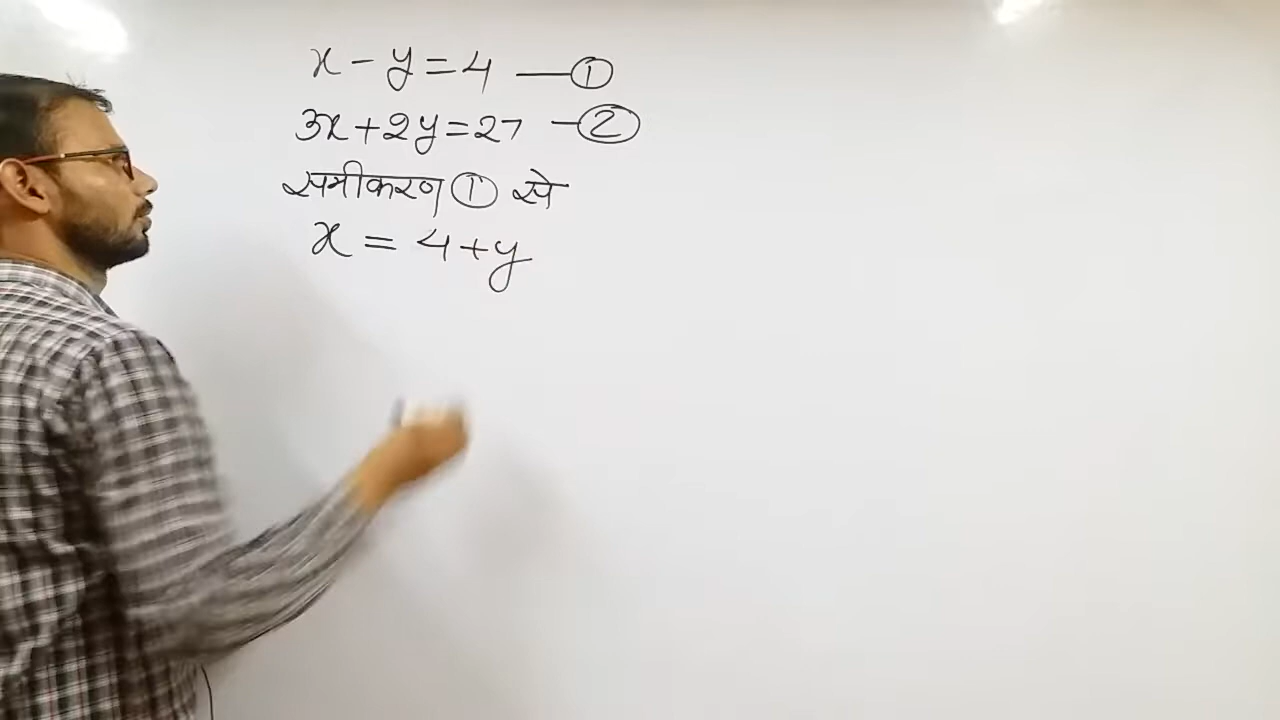 x - y = 4 — ①
3x + 2y = 27 - ②
समीकरण ① से
x = 4 + y